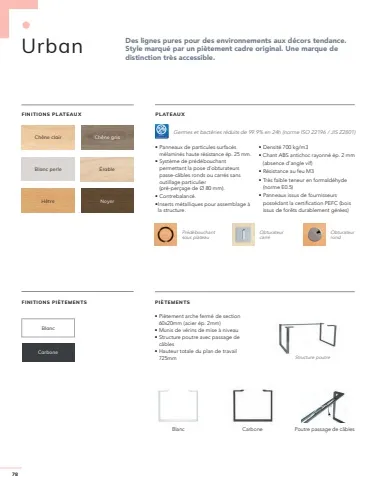 Urban
Des lignes pures pour des environnements aux décors tendance.
Style marqué par un piètement cadre original. Une marque de
distinction très accessible.
FINITIONS PLATEAUX
Chêne clair
Chêne gris
Blanc perle
Erable
Hêtre
Noyer
PLATEAUX
Germes et bactéries réduits de 99.9% en 24h (norme ISO 22196 / JIS Z2801)
• Panneaux de particules surfacés
mélaminés haute résistance ép. 25 mm.
• Système de prédébouchant
permettant la pose d'obturateurs
passe-câbles ronds ou carrés sans
outillage particulier
(pré-perçage de Ø 80 mm).
• Contrebalancé.
•Inserts métalliques pour assemblage à
la structure.
• Densité 700 kg/m3
• Chant ABS antichoc rayonné ép. 2 mm
(absence d'angle vif)
• Résistance au feu M3
• Très faible teneur en formaldéhyde
(norme E0.5)
• Panneaux issus de fournisseurs
possédant la certification PEFC (bois
issus de forêts durablement gérées)
Prédébouchant
sous plateau
Obturateur
carré
Obturateur
rond
FINITIONS PIÈTEMENTS
Blanc
Carbone
PIÈTEMENTS
• Piètement arche fermé de section
60x20mm (acier ép. 2mm)
• Munis de vérins de mise à niveau
• Structure poutre avec passage de
câbles
• Hauteur totale du plan de travail
725mm
Structure poutre
Blanc
Carbone
Poutre passage de câbles
78